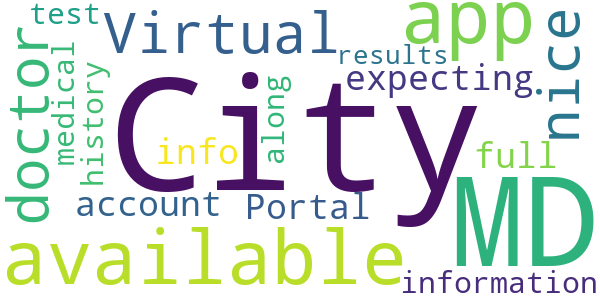 test
Virtual
app
nice
doctor
medical
history
results
expecting
City
along
info
full
account
Portal
MD
available
information